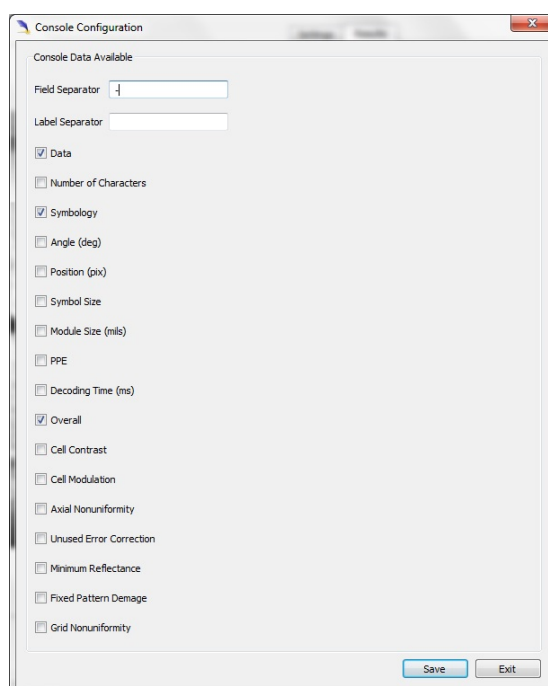 Console Configuration
Console Data Available
Field Separator -
Label Separator
Data
Number of Characters
Symbology
Angle (deg)
Position (pix)
Symbol Size
Module Size (mils)
PPE
Decoding Time (ms)
Overall
Cell Contrast
Cell Modulation
Axial Nonuniformity
Unused Error Correction
Minimum Reflectance
Fixed Pattern Demage
Grid Nonuniformity
Save Exit